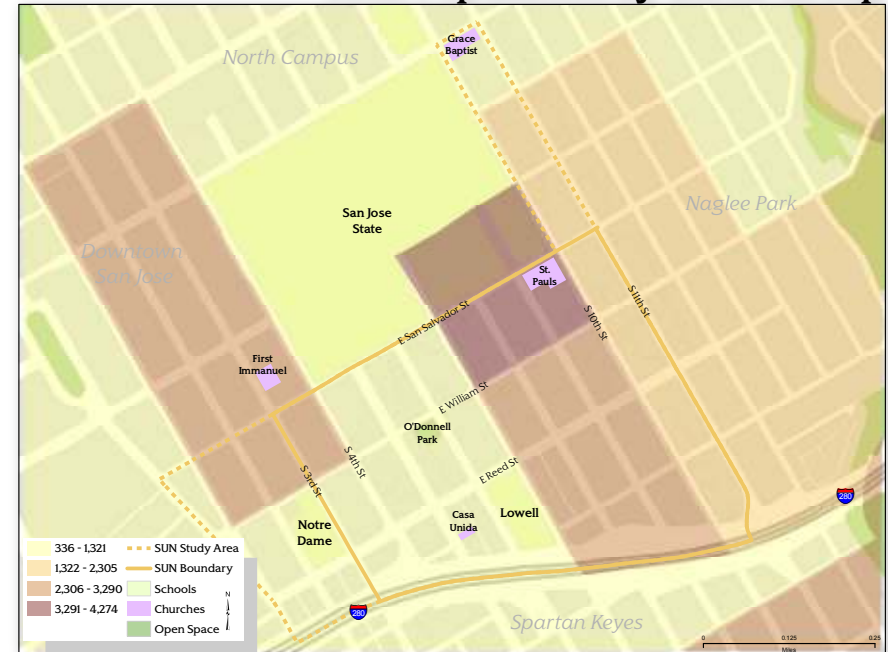 Grace
Baptist
North Campus
San Jose
State
Naglee Park
Downtown
San Jose
St.
Pauls
S 11th St
S 10th St
E San Salvador St
First
Immanuel
E William St
O'Donnell
Park
S 4th St
S 3rd St
E Reed St
Casa
Unida
Lowell
Notre
Dame
280
280
Spartan Keyes
336 - 1,321
1,322 - 2,305
2,306 - 3,290
3,291 - 4,274
SUN Study Area
SUN Boundary
Schools
Churches
Open Space
N
0
0.125
0.25
Miles